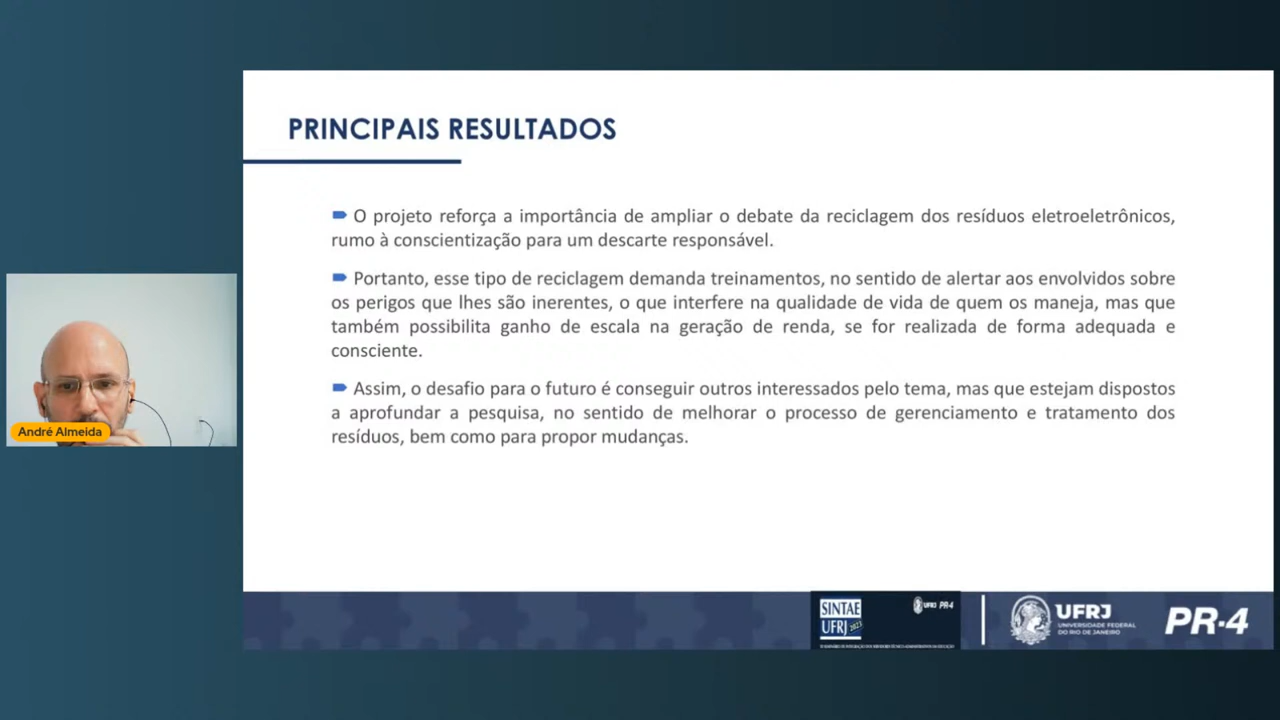 PRINCIPAIS RESULTADOS
O projeto reforça a importância de ampliar o debate da reciclagem dos resíduos eletroeletrônicos,
rumo à conscientização para um descarte responsável.
Portanto, esse tipo de reciclagem demanda treinamentos, no sentido de alertar aos envolvidos sobre
os perigos que lhes são inerentes, o que interfere na qualidade de vida de quem os maneja, mas que
também possibilita ganho de escala na geração de renda, se for realizada de forma adequada e
consciente.
Assim, o desafio para o futuro é conseguir outros interessados pelo tema, mas que estejam dispostos
a aprofundar a pesquisa, no sentido de melhorar o processo de gerenciamento e tratamento dos
resíduos, bem como para propor mudanças.
André Almeida
SINTAE
UFRJ 2023
UFRJ PR-4
UFRJ
UNIVERSIDADE FEDERAL
DO RIO DE JANEIRO
PR-4